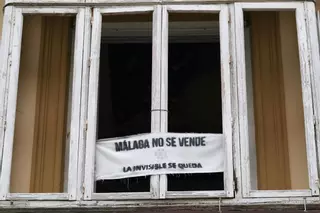 MÁLAGA NO SE VENDE
LA INVISIBLE SE QUEDA